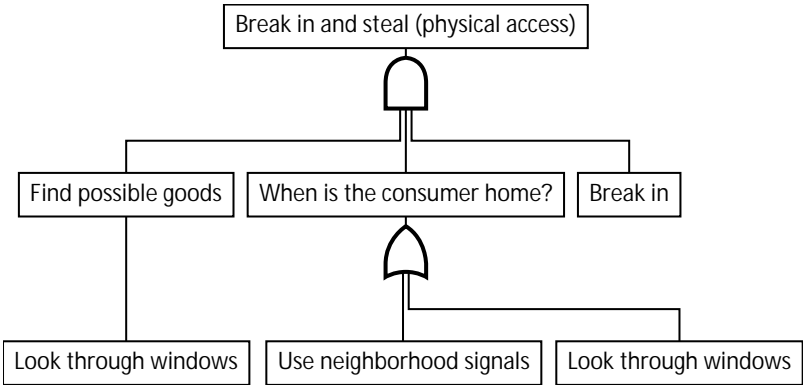 Break in and steal (physical access)
Find possible goods
When is the consumer home?
Break in
Look through windows
Use neighborhood signals
Look through windows